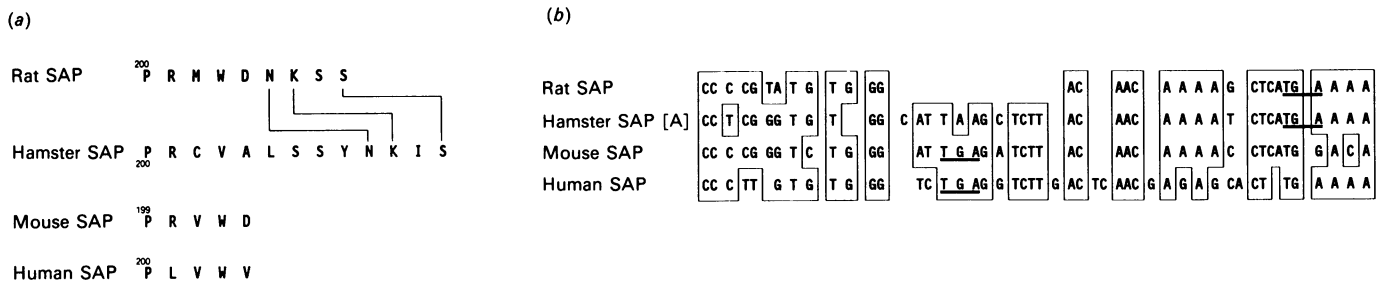 (a)
Rat SAP 200 P R M W D N K S S
Hamster SAP P R C V A L S S Y N K I S
200
Mouse SAP 199 P R V W D
Human SAP 200 P L V W V
(b)
Rat SAP CC C CG TA T G T G GG AC AAC A A A A G CTCATG A A A A
Hamster SAP [A] CC T CG GG T G T GG C AT T A AG C TCTT AC AAC A A A A T CTCATG A A A A
Mouse SAP CC C CG GG T C T G GG AT T G AG A TCTT AC AAC A A A A C CTCATG G A C A
Human SAP CC C TT G T G T G GG TC T G AG G TCTT G AC TC AAC G A G A G CA CT TG A A A A